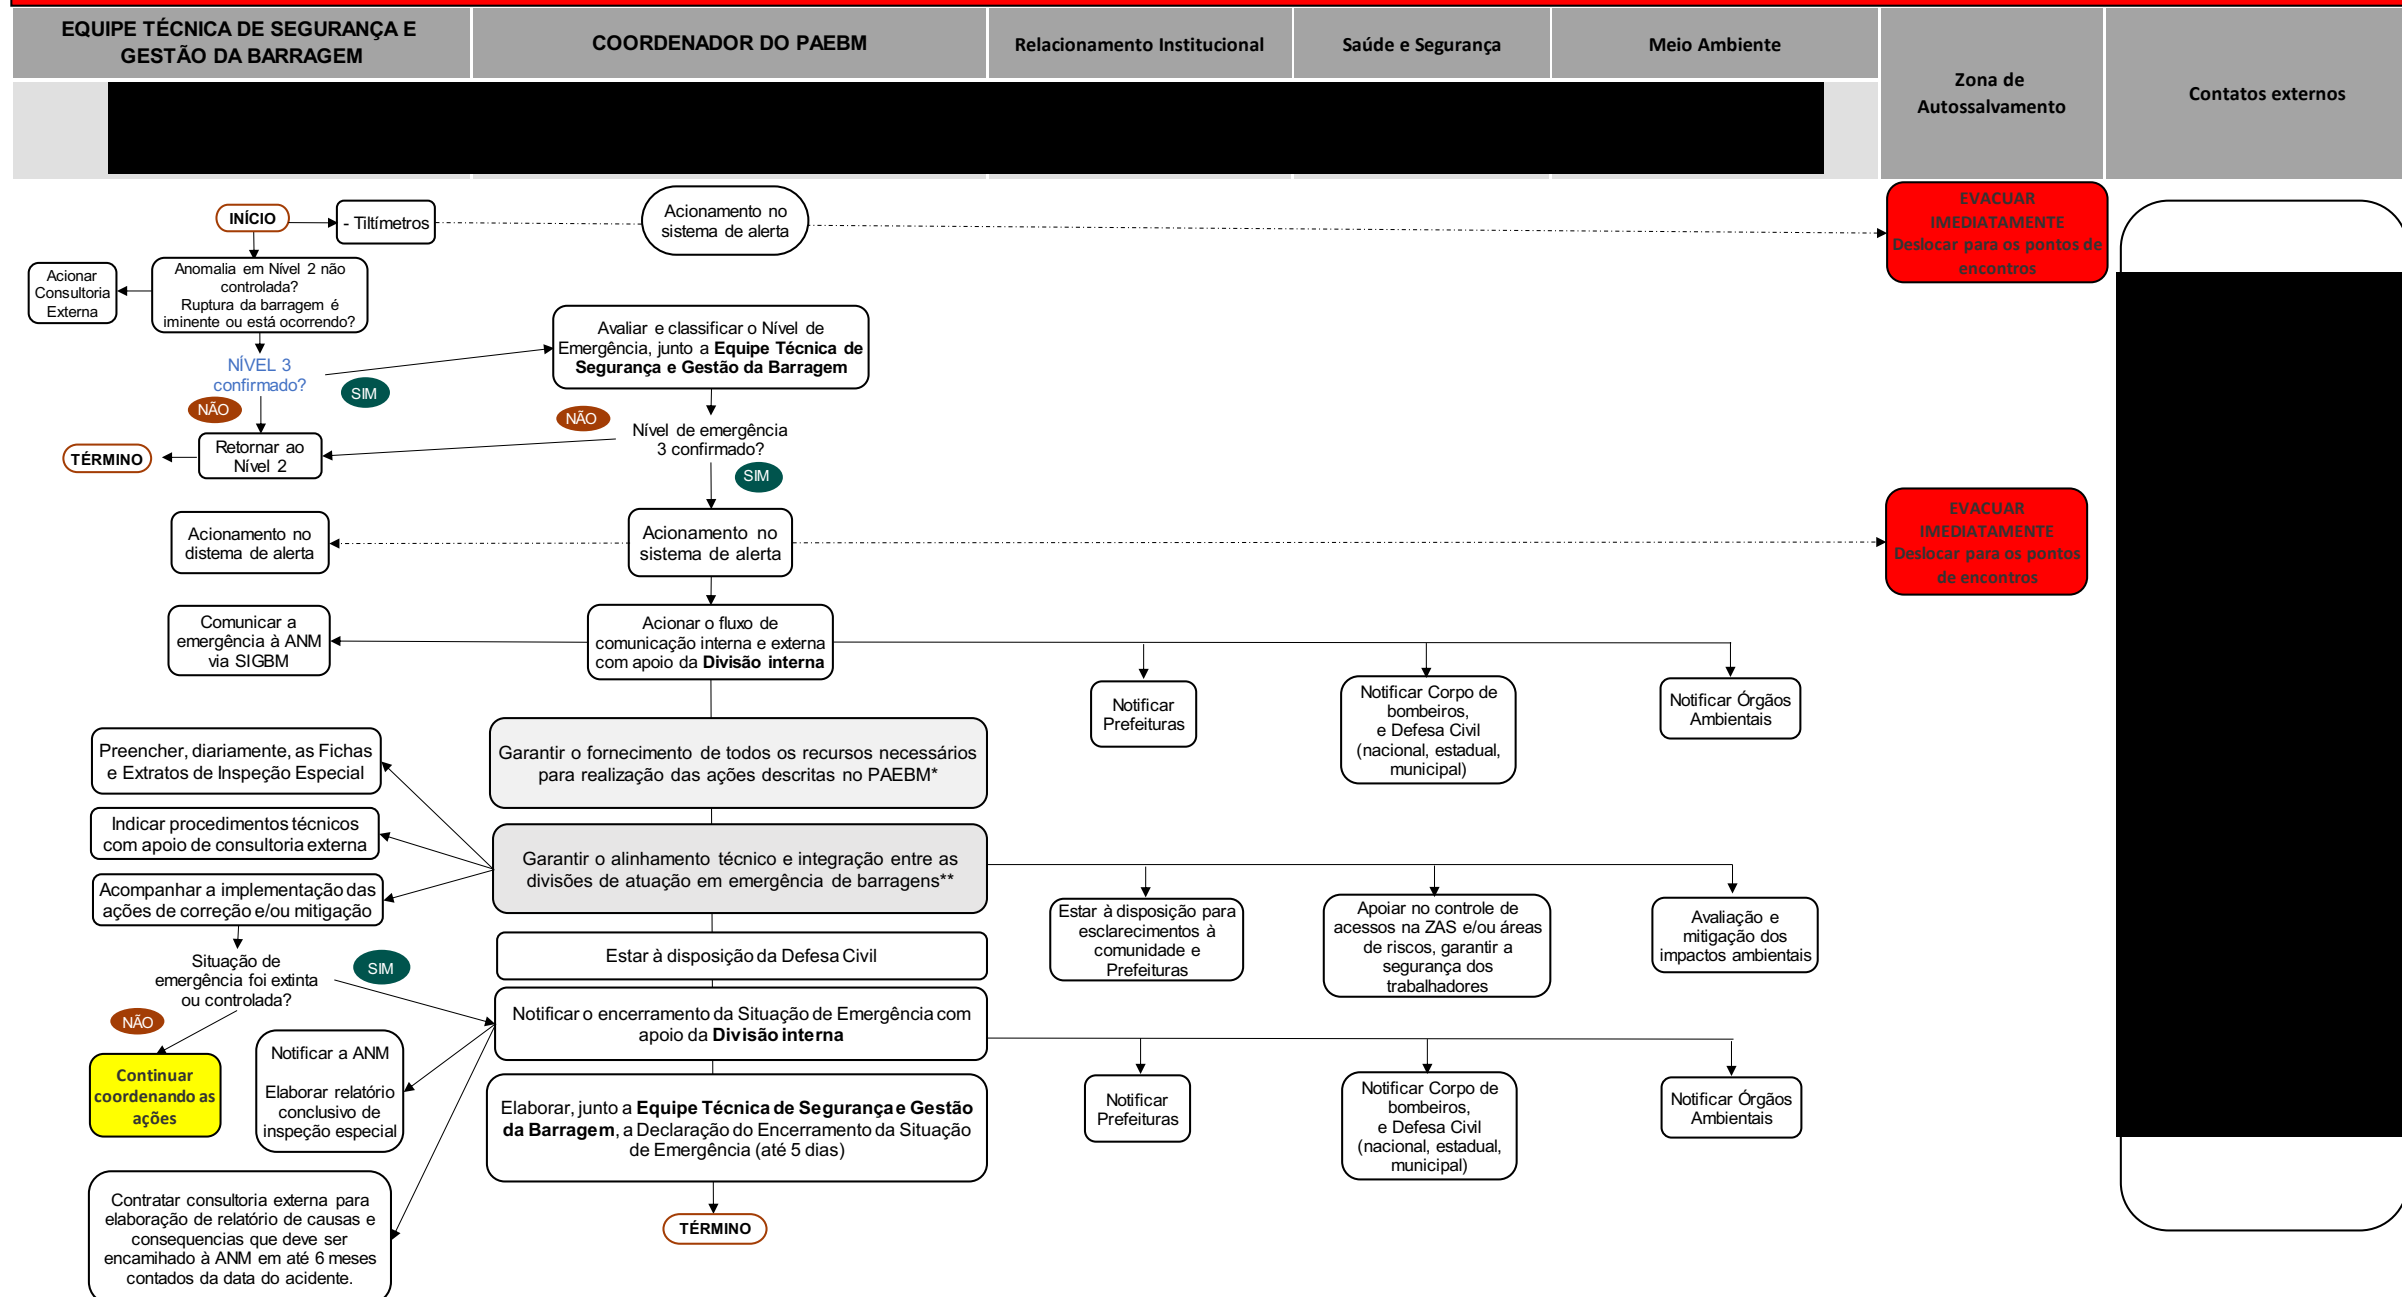 EQUIPE TÉCNICA DE SEGURANÇA E
GESTÃO DA BARRAGEM
COORDENADOR DO PAEBM
Relacionamento Institucional
Saúde e Segurança
Meio Ambiente
Zona de
Autossalvamento
Contatos externos
INÍCIO
- Tiltímetros
Acionamento no
sistema de alerta
EVACUAR
IMEDIATAMENTE
Deslocar para os pontos de
encontros
Acionar
Consultoria
Externa
Anomalia em Nível 2 não
controlada?
Ruptura da barragem é
iminente ou está ocorrendo?
Avaliar e classificar o Nível de
Emergência, junto a Equipe Técnica de
Segurança e Gestão da Barragem
NÍVEL 3
confirmado?
SIM
NÃO
NÃO
Nível de emergência
3 confirmado?
SIM
TÉRMINO
Retornar ao
Nível 2
Acionamento no
distema de alerta
Acionamento no
sistema de alerta
EVACUAR
IMEDIATAMENTE
Deslocar para os pontos
de encontros
Comunicar a
emergência à ANM
via SIGBM
Acionar o fluxo de
comunicação interna e externa
com apoio da Divisão interna
Notificar
Prefeituras
Notificar Corpo de
bombeiros,
e Defesa Civil
(nacional, estadual,
municipal)
Notificar Órgãos
Ambientais
Preencher, diariamente, as Fichas
e Extratos de Inspeção Especial
Garantir o fornecimento de todos os recursos necessários
para realização das ações descritas no PAEBM*
Indicar procedimentos técnicos
com apoio de consultoria externa
Garantir o alinhamento técnico e integração entre as
divisões de atuação em emergência de barragens**
Acompanhar a implementação das
ações de correção e/ou mitigação
Estar à disposição para
esclarecimentos à
comunidade e
Prefeituras
Apoiar no controle de
acessos na ZAS e/ou áreas
de riscos, garantir a
segurança dos
trabalhadores
Avaliação e
mitigação dos
impactos ambientais
Estar à disposição da Defesa Civil
Situação de
emergência foi extinta
ou controlada?
SIM
NÃO
Notificar o encerramento da Situação de Emergência com
apoio da Divisão interna
Continuar
coordenando as
ações
Notificar a ANM
Elaborar relatório
conclusivo de
inspeção especial
Elaborar, junto a Equipe Técnica de Segurança e Gestão
da Barragem, a Declaração do Encerramento da Situação
de Emergência (até 5 dias)
Notificar
Prefeituras
Notificar Corpo de
bombeiros,
e Defesa Civil
(nacional, estadual,
municipal)
Notificar Órgãos
Ambientais
Contratar consultoria externa para
elaboração de relatório de causas e
consequencias que deve ser
encamihado à ANM em até 6 meses
contados da data do acidente.
TÉRMINO